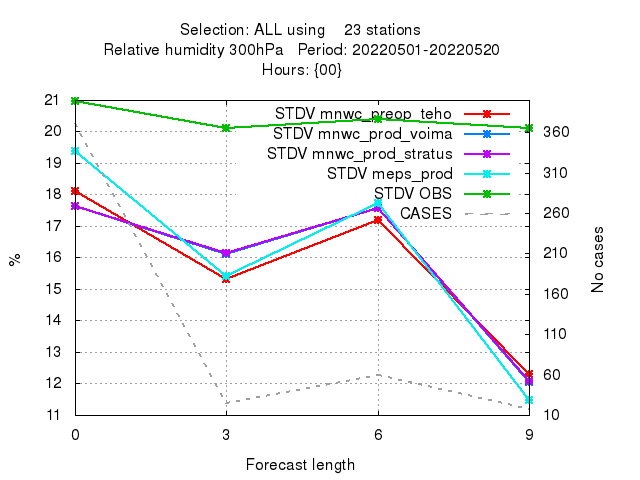 Selection: ALL using 23 stations
Relative humidity 300hPa Period: 20220501-20220520
Hours: {00}
STDV mnwc_preop_teho
STDV mnwc_prod_voima
STDV mnwc_prod_stratus
STDV meps_prod
STDV OBS
CASES
21
20
19
18
17
16
15
14
13
12
11
%
360
310
260
210
160
110
60
10
No cases
0 3 6 9
Forecast length